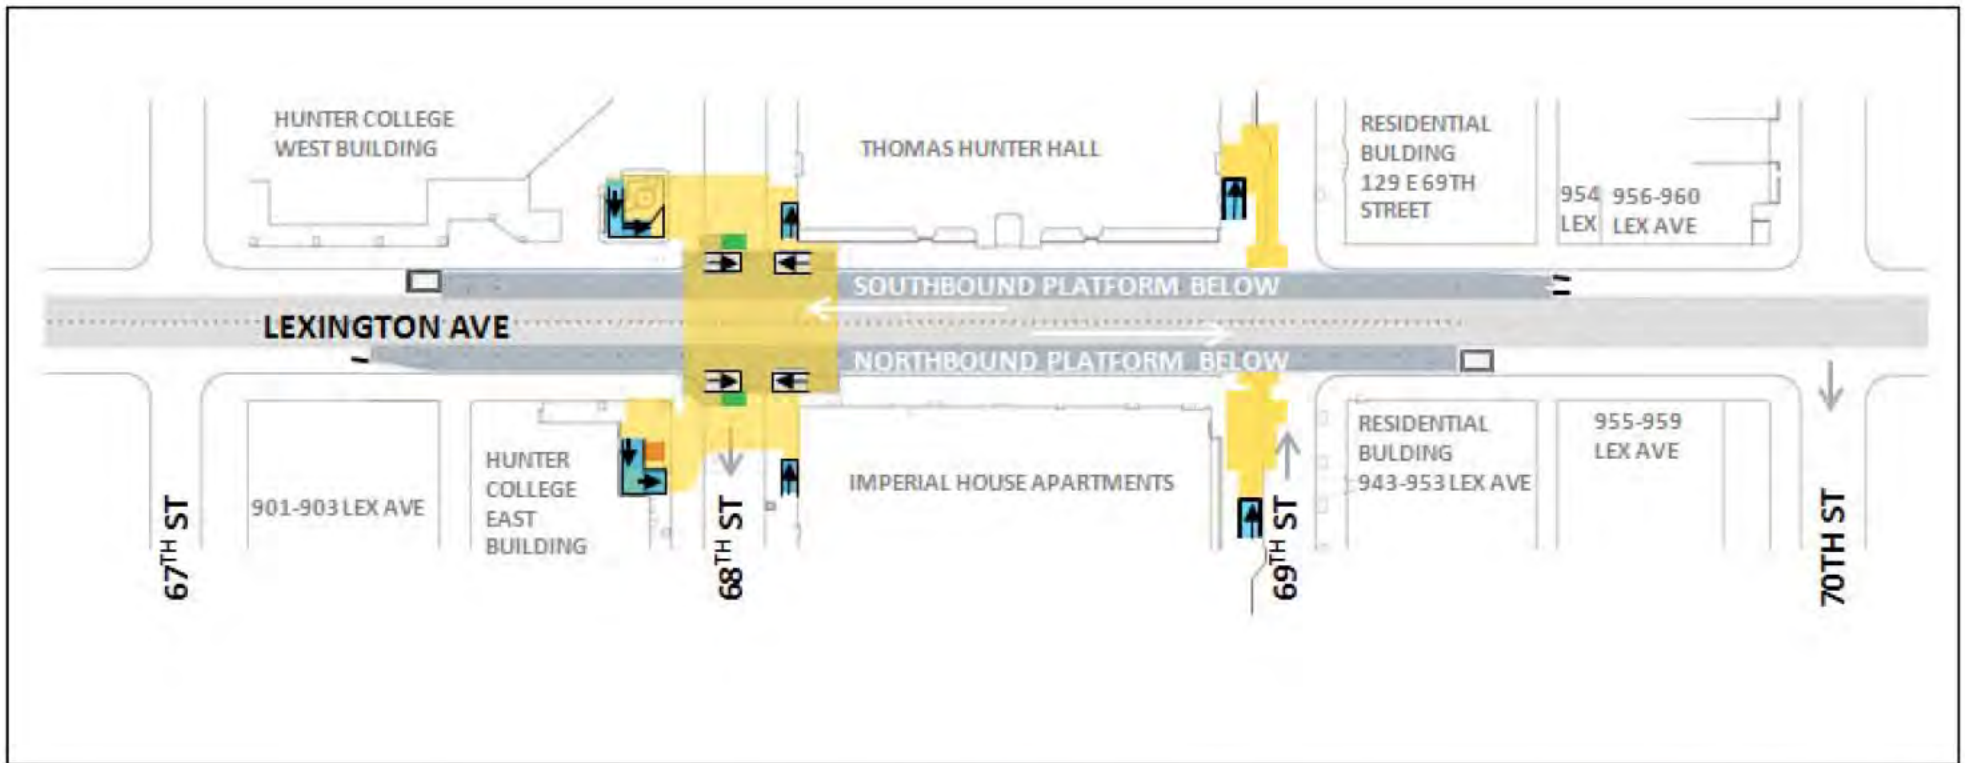 HUNTER COLLEGE
WEST BUILDING
THOMAS HUNTER HALL
RESIDENTIAL
BULDING
129 E 69TH
STREET
954
LEX
956-960
LEX AVE
SOUTHBOUND PLATFORM BELOW
LEXINGTON AVE
NORTHBOUND PLATFORM BELOW
901-903 LEX AVE
HUNTER
COLLEGE
EAST
BUILDING
IMPERIAL HOUSE APARTMENTS
RESIDENTIAL
BULDING
943-953 LEX AVE
955-959
LEX AVE
67TH ST
68TH ST
69TH ST
70TH ST